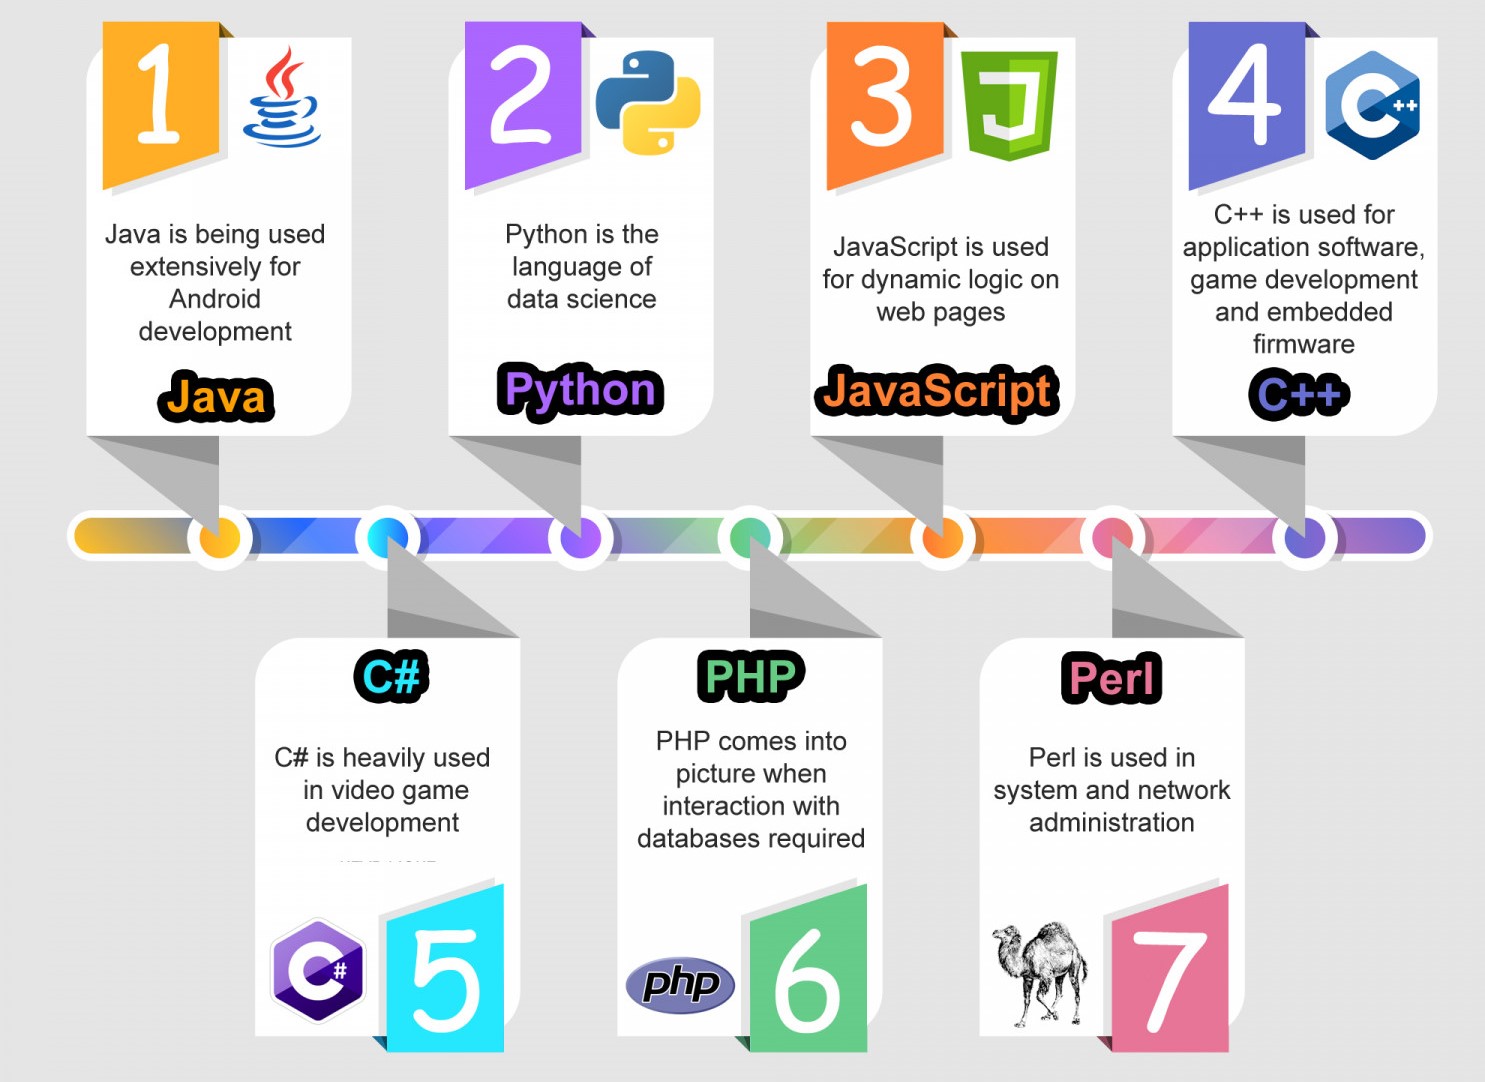 1
Java is being used
extensively for
Android
development
Java
2
Python is the
language of
data science
Python
3
J
JavaScript is used
for dynamic logic on
web pages
JavaScript
4
C++
C++ is used for
application software,
game development
and embedded
firmware
C++
C#
C# is heavily used
in video game
development
C#
5
PHP
PHP comes into
picture when
interaction with
databases required
php
6
Perl
Perl is used in
system and network
administration
7